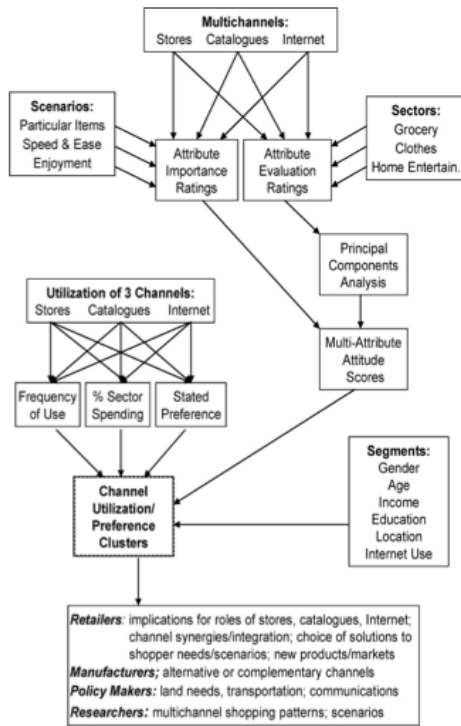 Multichannels:
Stores Catalogues Internet
Scenarios:
Particular Items
Speed & Ease
Enjoyment
Attribute
Importance
Ratings
Attribute
Evaluation
Ratings
Sectors:
Grocery
Clothes
Home Entertain.
Principal
Components
Analysis
Utilization of 3 Channels:
Stores Catalogues Internet
Multi-Attribute
Attitude
Scores
Frequency
of Use
% Sector
Spending
Stated
Preference
Channel
Utilization/
Preference
Clusters
Segments:
Gender
Age
Income
Education
Location
Internet Use
Retailers: implications for roles of stores, catalogues, Internet;
channel synergies/integration; choice of solutions to
shopper needs/scenarios; new products/markets
Manufacturers; alternative or complementary channels
Policy Makers: land needs, transportation; communications
Researchers: multichannel shopping patterns; scenarios